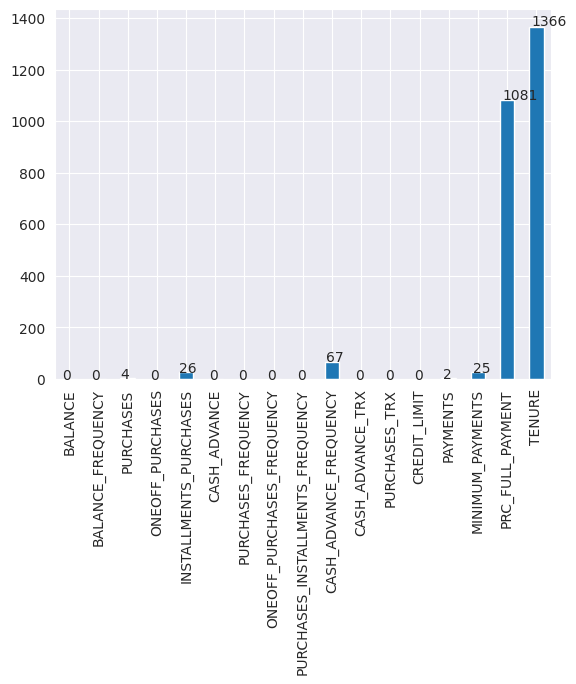 1400
1200
1000
800
600
400
200
0
0 0 4 0 26 0 0 0 0 67 0 0 0 2 25 1081 1366
BALANCE
BALANCE_FREQUENCY
PURCHASES
ONEOFF_PURCHASES
INSTALLMENTS_PURCHASES
CASH_ADVANCE
PURCHASES_FREQUENCY
ONEOFF_PURCHASES_FREQUENCY
PURCHASES_INSTALLMENTS_FREQUENCY
CASH_ADVANCE_FREQUENCY
CASH_ADVANCE_TRX
PURCHASES_TRX
CREDIT_LIMIT
PAYMENTS
MINIMUM_PAYMENTS
PRC_FULL_PAYMENT
TENURE